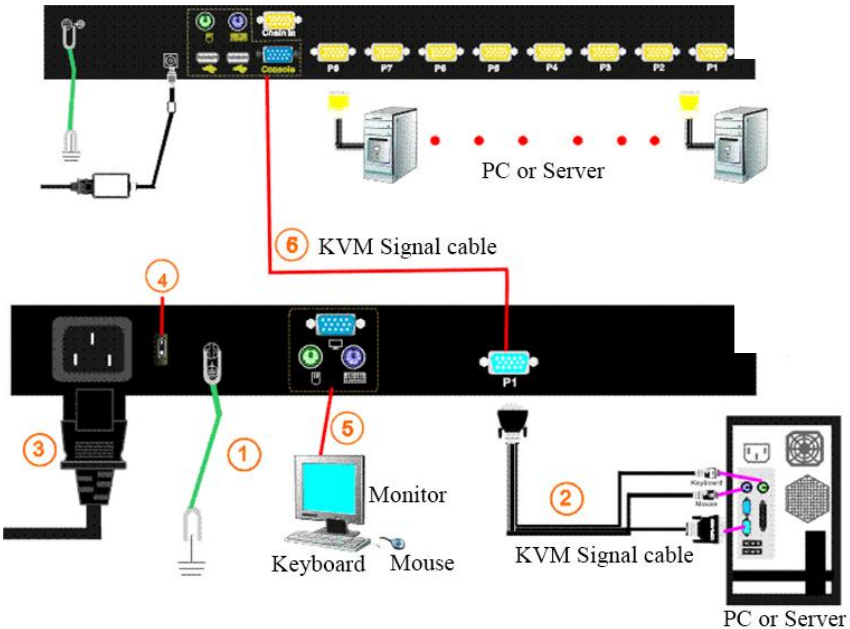 Chain In
Console
P8 P7 P6 P5 P4 P3 P2 P1
PC or Server
6 KVM Signal cable
4
P1
3
1
5
2
Monitor
Keyboard Mouse
Keyboard
Mouse
KVM Signal cable
PC or Server